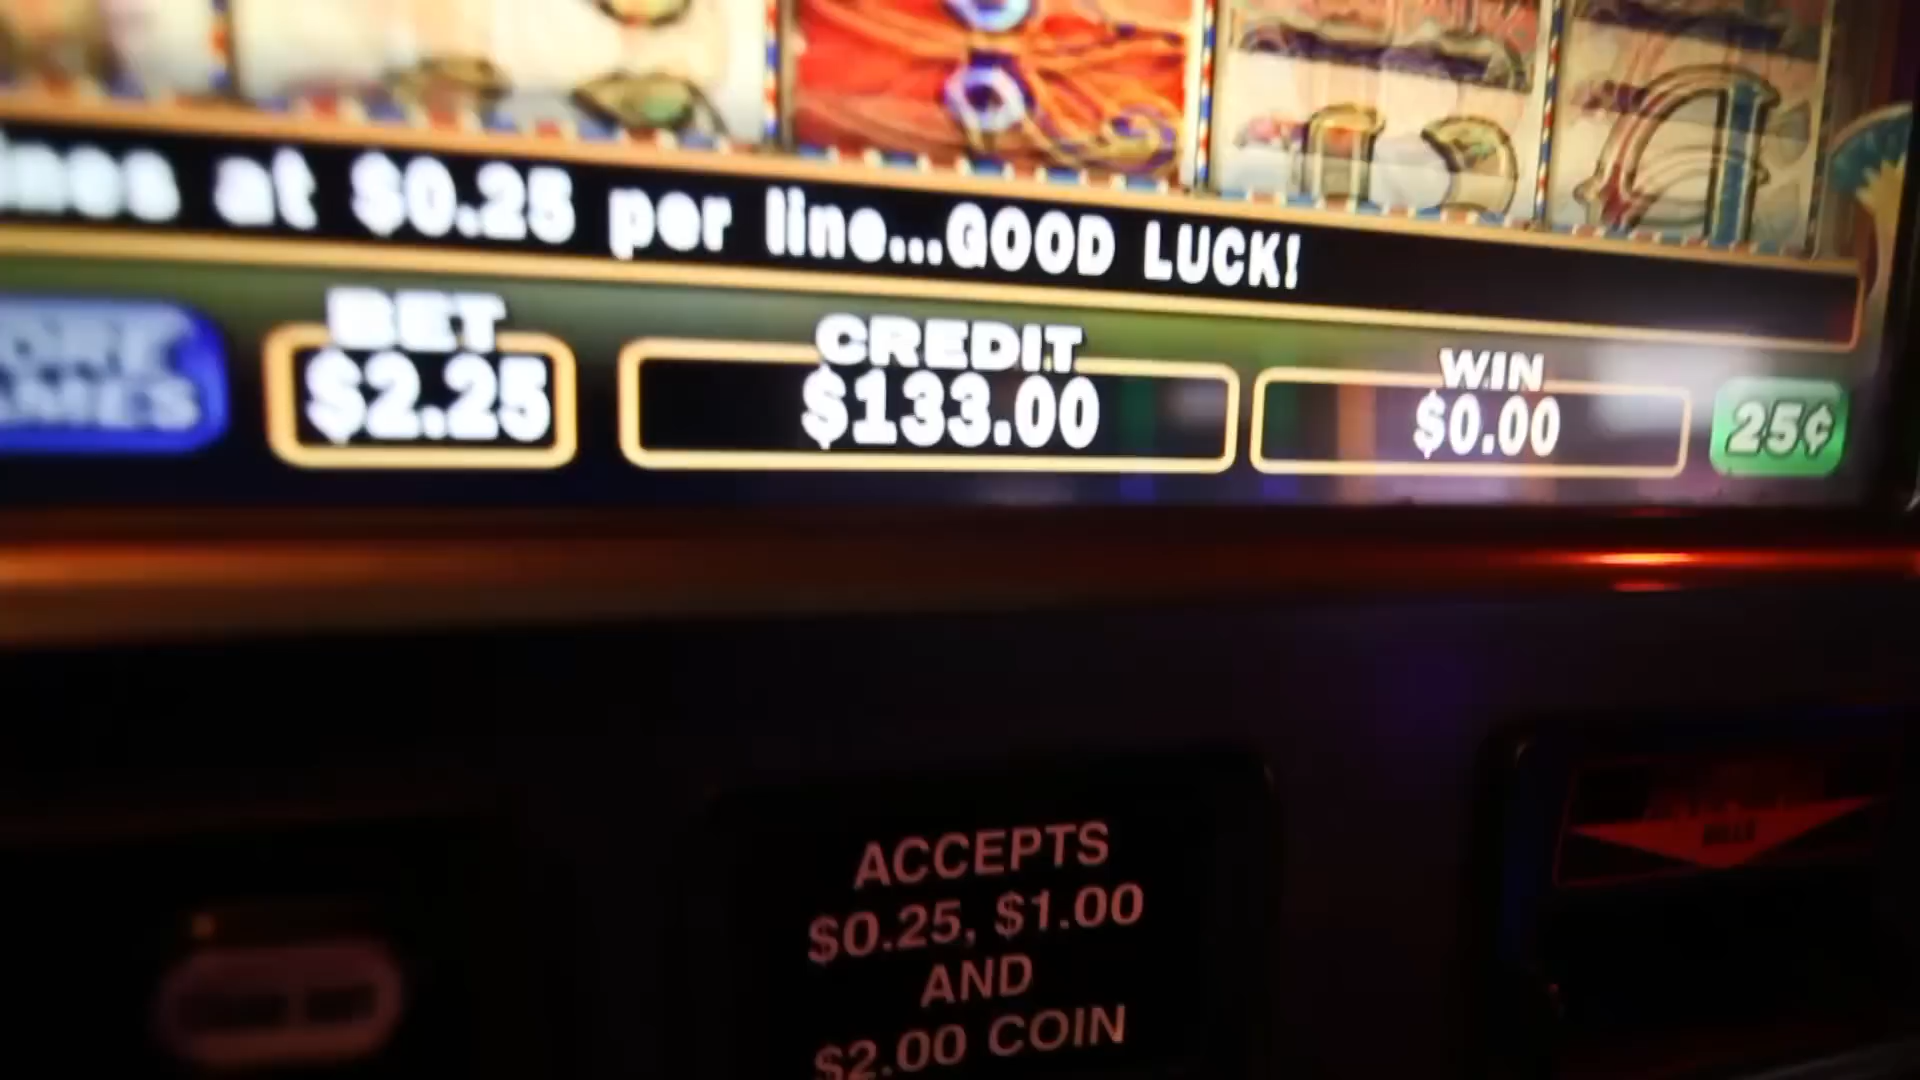 at $0.25 per line...GOOD LUCK!
BET
$2.25
CREDIT
$133.00
WIN
$0.00
25¢
ACCEPTS
$0.25, $1.00
AND
$2.00 COIN